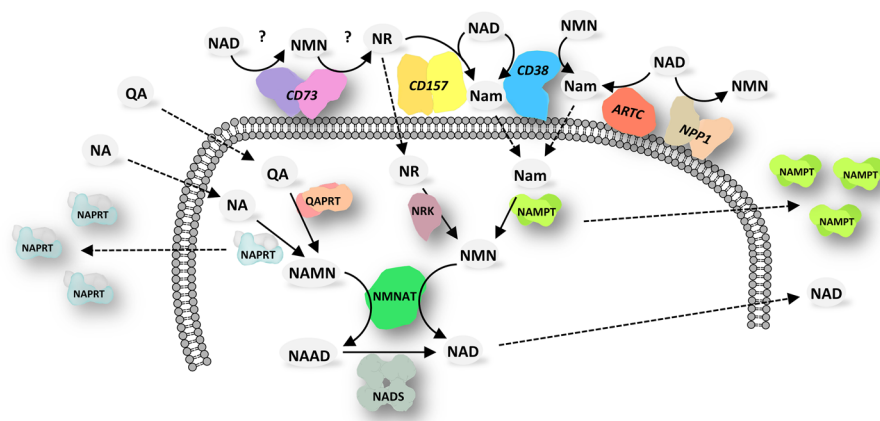 NAD
?
NMN
?
NR
NAD
NMN
CD73
CD157
Nam
CD38
Nam
NAD
NMN
ARTC
NPP1
QA
NA
QA
NA
NR
Nam
NAMPT
NAMPT
NAMPT
NAPRT
NAPRT
NAPRT
QAPRT
NRK
NAMPT
NAPRT
NAMN
NMN
NMNAT
NAD
NAAD
NAD
NADS